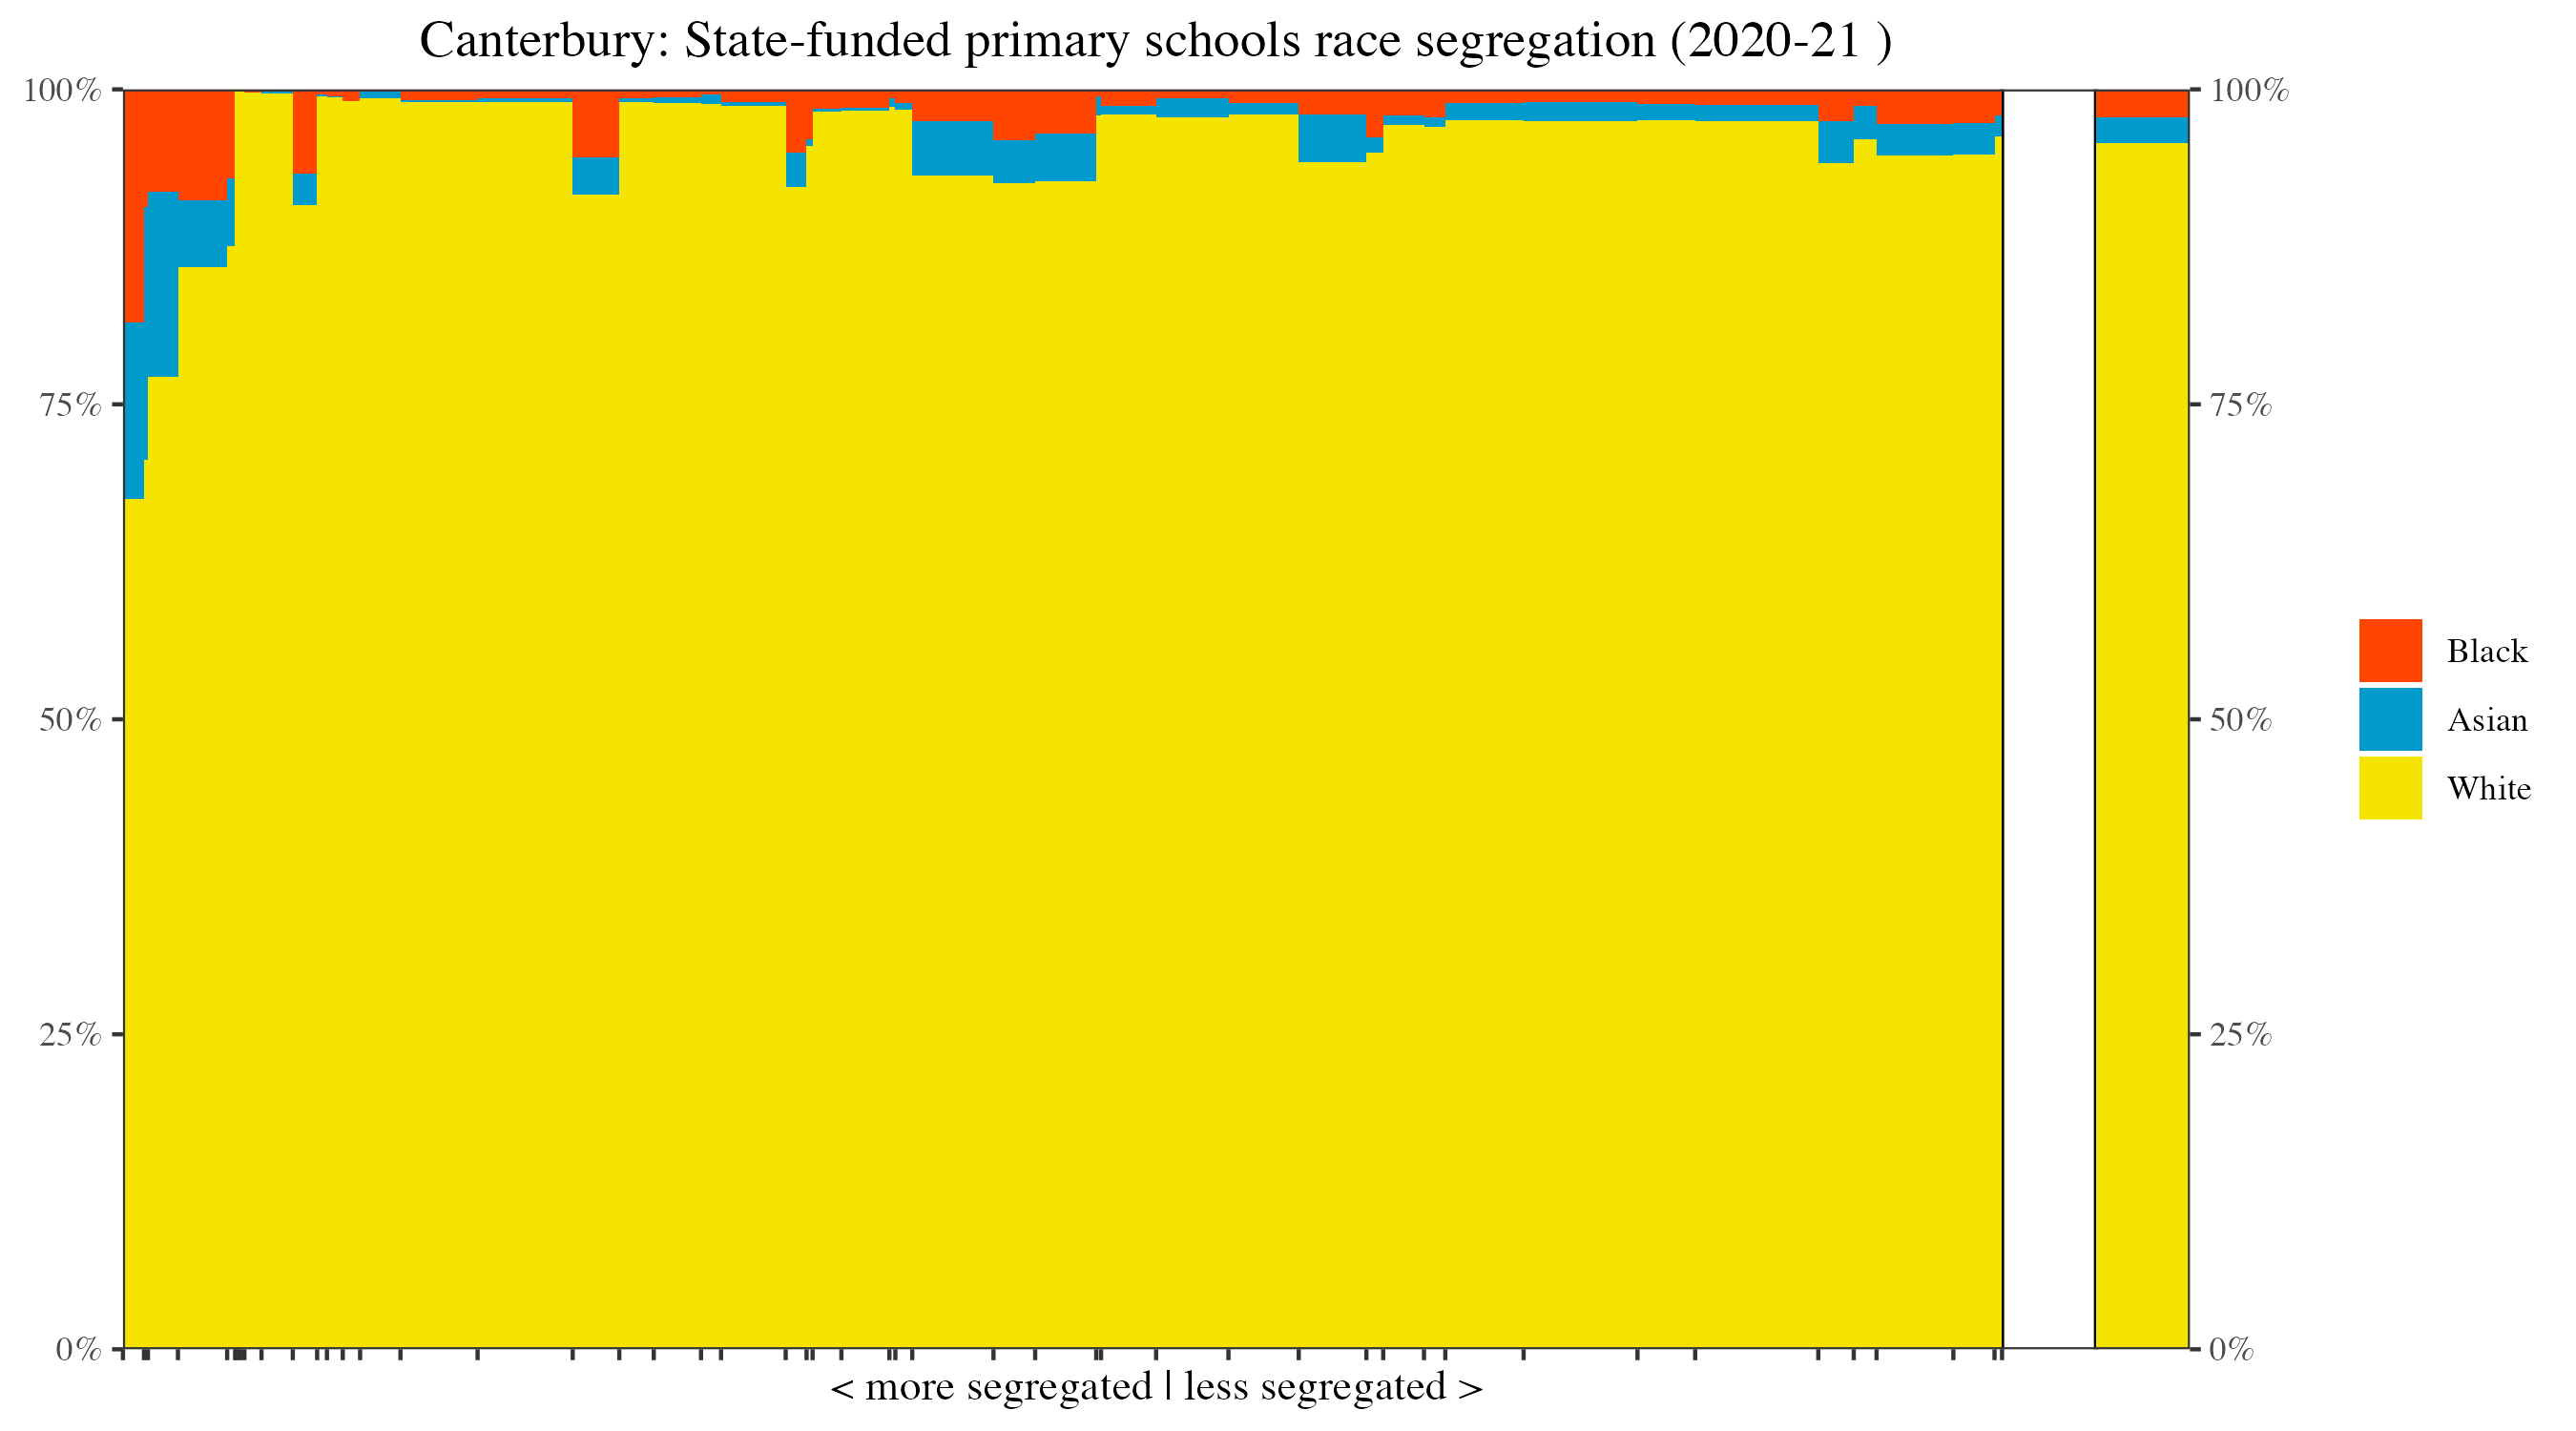 Canterbury: State-funded primary schools race segregation (2020-21 )
100%
75%
50%
25%
0%
100%
75%
50%
25%
0%
Black
Asian
White
< more segregated | less segregated >